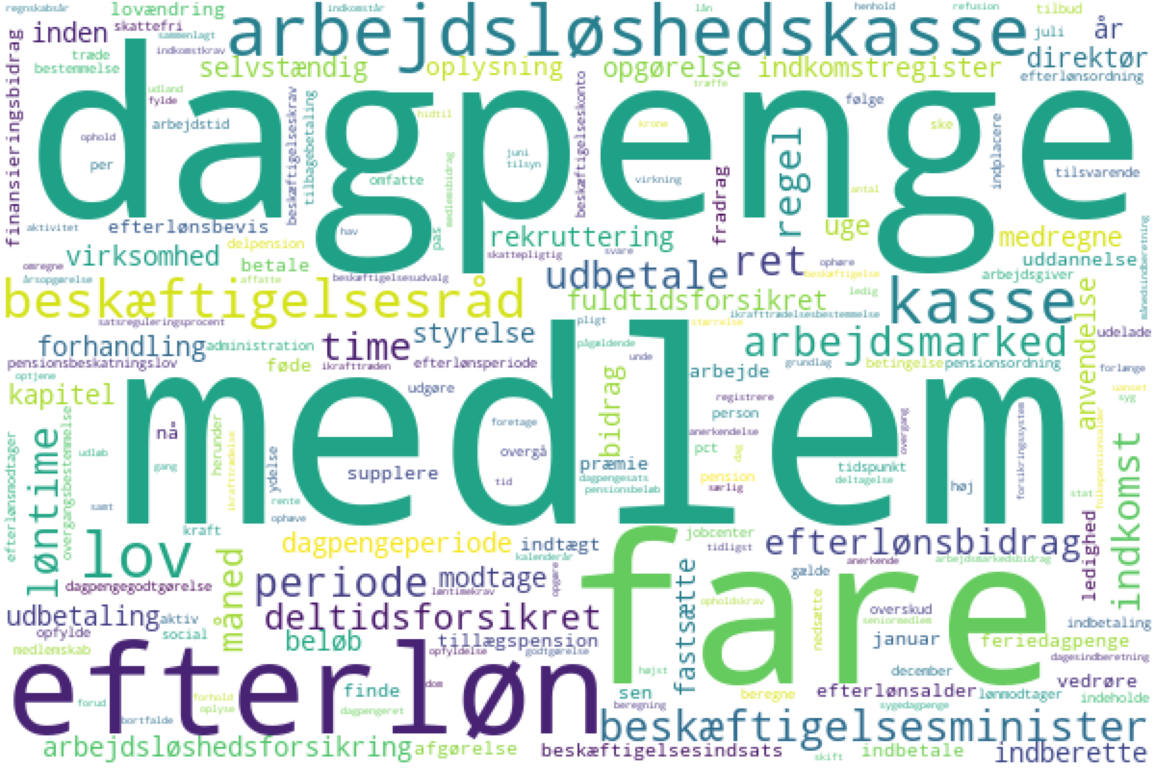 regnskabsår
lovændring
indkomstår
lån
henhold
refusion
tilbud
inden
skattefri
sammenlagt
arbejdsløshedskasse
juli
år
træde
indkomstkrav
direktør
bestemmelse
selvstændig
oplysning
opgørelse
indkomstregister
efterlønsordning
finansieringsbidrag
udland
fylde
dagpenge
træffe
følge
hidtil
krone
ske
ophold
arbejdstid
beskæftigelseskrav
tilbagebetaling
beskæftigelseskonto
regel
indplacere
per
juni
tilsyn
omfatte
medlemsbidrag
virkning
fradrag
antal
tilsvarende
aktivitet
efterlønsbevis
hav
pas
rekruttering
svare
uge
medregne
månedsindberetning
virksomhed
delpension
skattepligtig
ret
ophøre
uddannelse
omregne
betale
udbetale
beskæftigelse
arbejdsgiver
årsopgørelse
affatte
beskæftigelsesudvalg
ledig
beskæftigelsesråd
fuldtidsforsikret
kasse
anvendelse
ikrafttrædelsesbestemmelse
satsreguleringsprocent
pligt
størrelse
udelade
forhandling
administration
time
styrelse
pågældende
arbejdsmarked
pensionsbeskatningslov
føde
ikrafttræden
efterlønsperiode
unde
grundlag
betingelse
pensionsordning
forlænge
arbejde
optjene
kapitel
medlem
udgøre
bidrag
registrere
uanset
syg
person
foretage
nå
anerkendelse
overgang
efterlønsmodtager
løntime
overgangsbestemmelse
udløb
herunder
ikrafttrædelse
overgå
pct
dag
folkepensionsalder
gang
ydelse
supplere
præmie
tidspunkt
dagpengesats
pension
deltagelse
forsikringssystem
indkomst
tid
pensionsbeløb
særlig
høj
stat
rente
samt
ophæve
kraft
fare
jobcenter
ledighed
lov
dagpengeperiode
indtægt
tidligst
efterlønsbidrag
måned
kalenderår
opgøre
anerkende
arbejdsmarkedsbidrag
dagpengegodtgørelse
periode
modtage
løntimekrav
fastsætte
gælde
opholdskrav
nedsætte
udbetaling
aktiv
deltidsforsikret
overskud
seniormedlem
indbetaling
opfylde
social
beløb
tillægspension
januar
feriedagpenge
medlemskab
opfyldelse
godtgørelse
efterløn
dom
højst
december
dagesindberetning
forhold
finde
sen
beregne
efterlønsalder
lønmodtager
vedrøre
indeholde
forud
oplyse
dagpengeret
beregning
sygedagpenge
bortfalde
beskæftigelsesminister
arbejdsløshedsforsikring
afgørelse
beskæftigelsesindsats
skift
indbetale
indberette